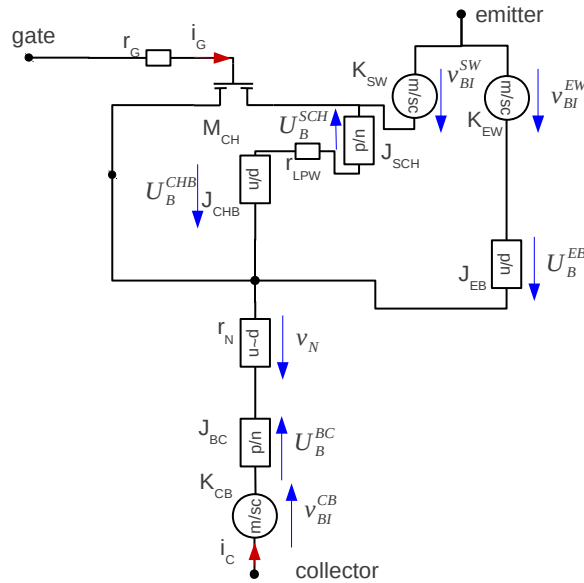 emitter
gate
r_G
i_G
K_SW
m/sc
v_BI^SW
m/sc
v_BI^EW
K_EW
M_CH
U_B^SCH
p/n
J_SCH
r_LPW
U_B^CHB
p/n
J_CHB
J_EB
p/n
U_B^EB
r_N
p~n
v_N
J_BC
p/n
U_B^BC
K_CB
m/sc
v_BI^CB
i_C
collector